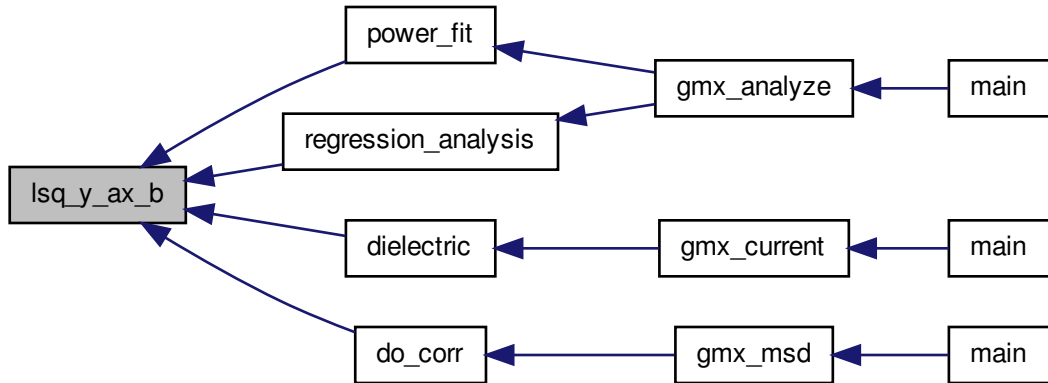 power_fit
gmx_analyze
main
regression_analysis
lsq_y_ax_b
dielectric
gmx_current
main
do_corr
gmx_msd
main